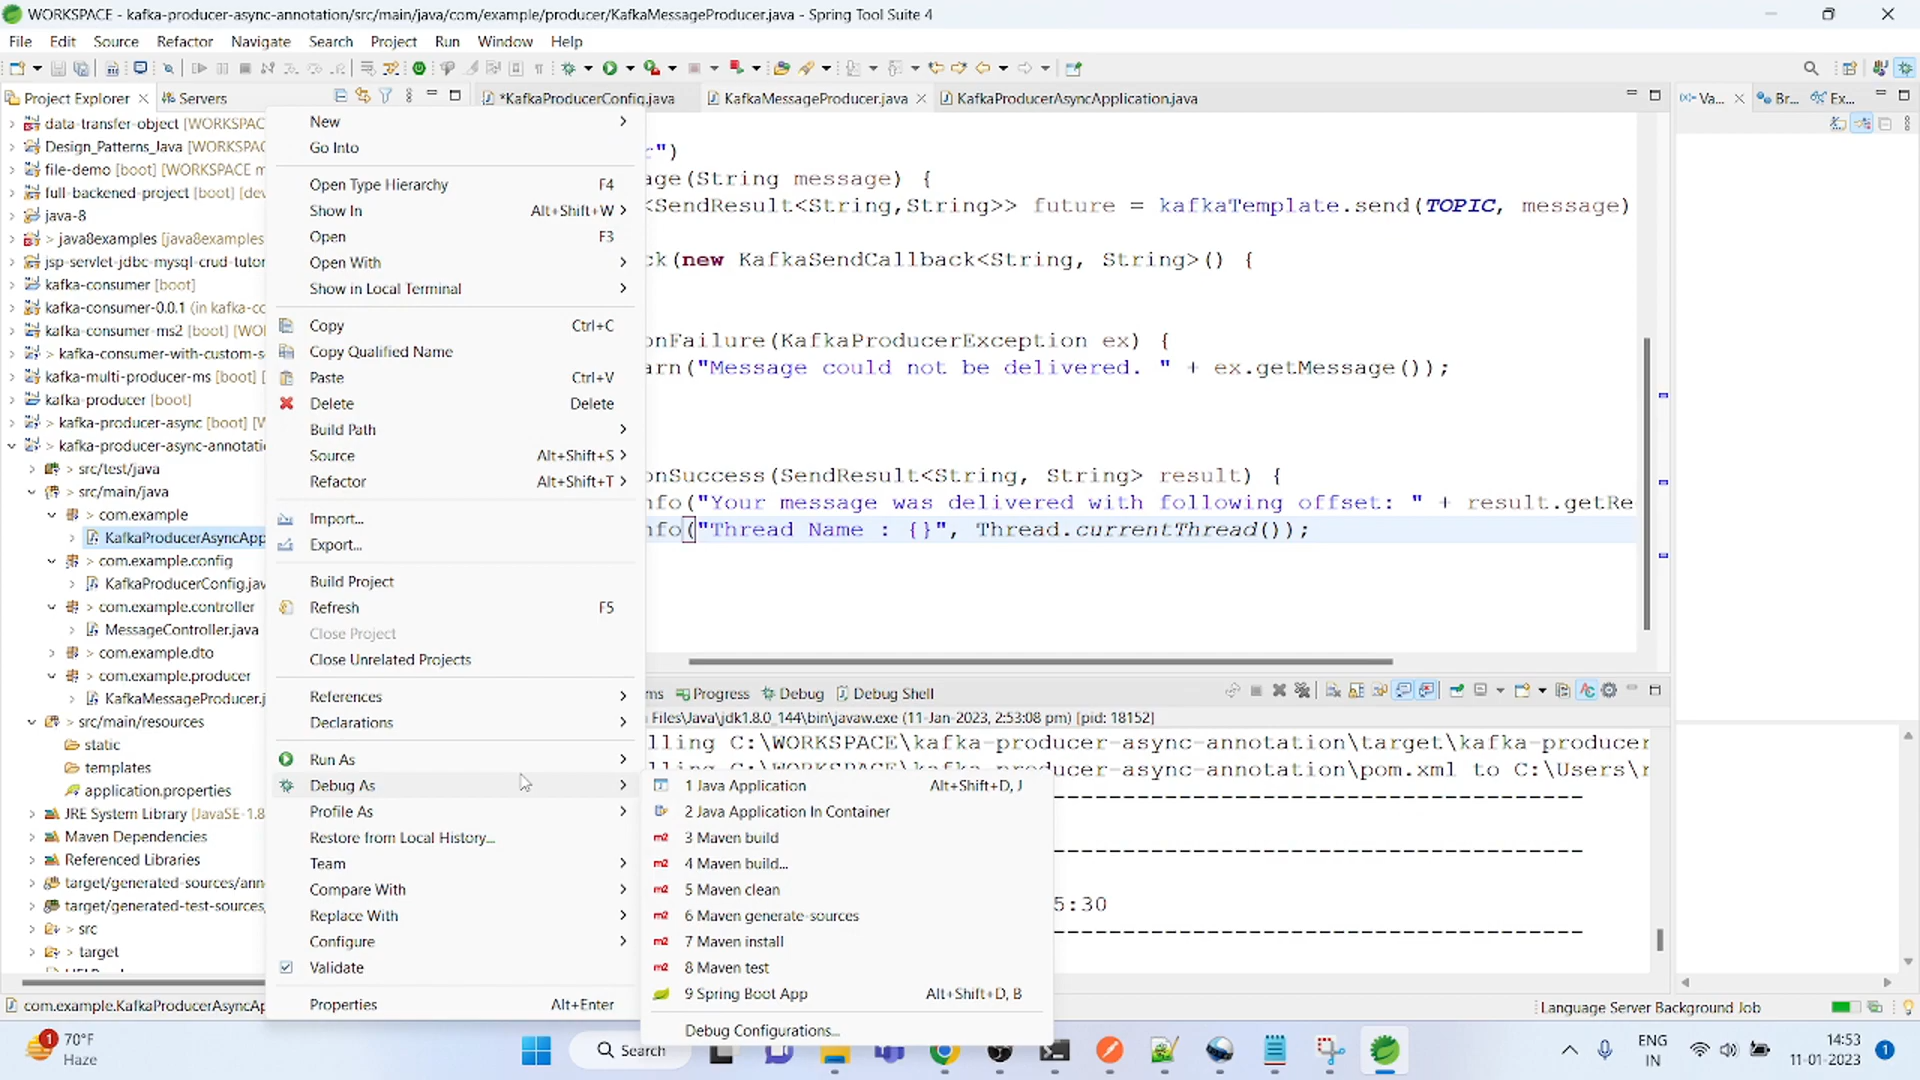 WORKSPACE - kafka-producer-async-annotation/src/main/java/com/example/producer/KafkaMessageProducer.java - Spring Tool Suite 4
File Edit Source Refactor Navigate Search Project Run Window Help
Project Explorer Servers
*KafkaProducerConfig.java KafkaMessageProducer.java KafkaProducerAsyncApplication.java
Va... Br... Ex...
data-transfer-object [WORKSPAC
Design_Patterns_Java [WORKSPAC
file-demo [boot] [WORKSPACE m
full-backened-project [boot] [dev
java-8
> java8examples [java8examples
jsp-servlet-jdbc-mysql-crud-tutor
kafka-consumer [boot]
kafka-consumer-0.0.1 (in kafka-co
kafka-consumer-ms2 [boot] [WO
> kafka-consumer-with-custom-s
kafka-multi-producer-ms [boot] [
kafka-producer [boot]
> kafka-producer-async [boot] [W
> kafka-producer-async-annotati
> src/test/java
> src/main/java
> com.example
KafkaProducerAsyncApp
> com.example.config
KafkaProducerConfig.jav
> com.example.controller
MessageController.java
> com.example.dto
> com.example.producer
KafkaMessageProducer.j
> src/main/resources
static
templates
application.properties
JRE System Library [JavaSE-1.8
Maven Dependencies
Referenced Libraries
target/generated-sources/ann
target/generated-test-sources,
> src
> target
New
Go Into
Open Type Hierarchy F4
Show In Alt+Shift+W
Open F3
Open With
Show in Local Terminal
Copy Ctrl+C
Copy Qualified Name
Paste Ctrl+V
Delete Delete
Build Path
Source Alt+Shift+S
Refactor Alt+Shift+T
Import...
Export...
Build Project
Refresh F5
Close Project
Close Unrelated Projects
References
Declarations
Run As
Debug As
Profile As
Restore from Local History...
Team
Compare With
Replace With
Configure
Validate
Properties Alt+Enter
1 Java Application Alt+Shift+D, J
2 Java Application In Container
3 Maven build
4 Maven build...
5 Maven clean
6 Maven generate-sources
7 Maven install
8 Maven test
9 Spring Boot App Alt+Shift+D, B
Debug Configurations...
r")
age(String message) {
<SendResult<String,String>> future = kafkaTemplate.send(TOPIC, message)
ck(new KafkaSendCallback<String, String>() {
onFailure(KafkaProducerException ex) {
arn("Message could not be delivered. " + ex.getMessage());
onSuccess(SendResult<String, String> result) {
nfo("Your message was delivered with following offset: " + result.getRe
nfo("Thread Name : {}", Thread.currentThread());
ms Progress Debug Debug Shell
Files\Java\jdk1.8.0_144\bin\javaw.exe (11-Jan-2023, 2:53:08 pm) [pid: 18152]
lling C:\WORKSPACE\kafka-producer-async-annotation\target\kafka-producer
lling C:\WORKSPACE\kafka-producer-async-annotation\pom.xml to C:\Users\r
------------------------------------------
------------------------------------------
5:30
------------------------------------------
com.example.KafkaProducerAsyncAp
Language Server Background Job
1
70°F
Haze
Search
ENG
IN
14:53
11-01-2023
1